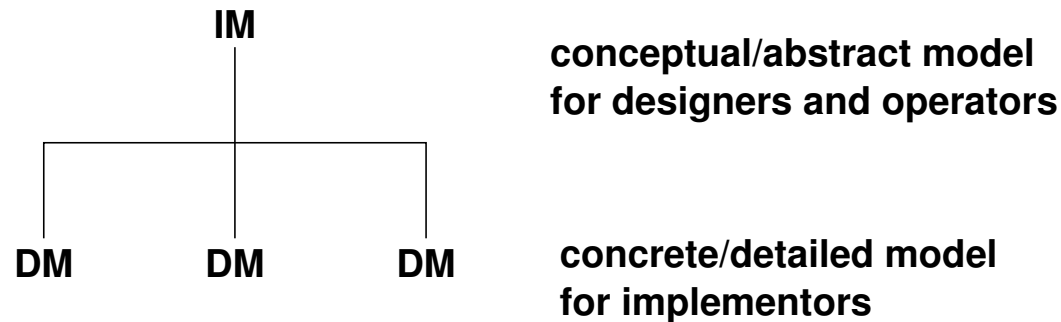 IM
conceptual/abstract model
for designers and operators
DM DM DM
concrete/detailed model
for implementors